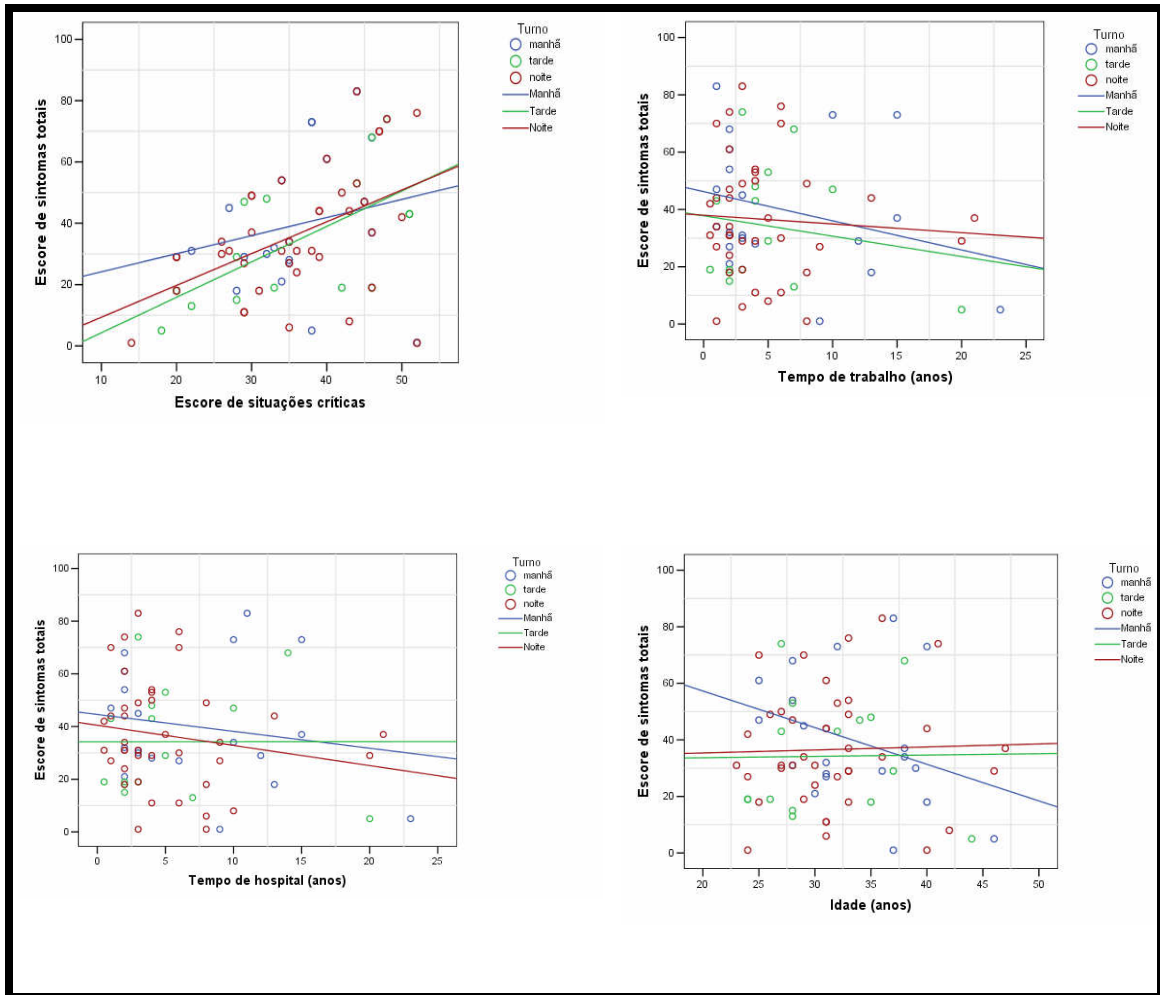 Turno
manhã
tarde
noite
Manhã
Tarde
Noite
100
80
60
40
20
0
Escore de sintomas totais
10 20 30 40 50
Escore de situações críticas
Turno
manhã
tarde
noite
Manhã
Tarde
Noite
100
80
60
40
20
0
Escore de sintomas totais
0 5 10 15 20 25
Tempo de trabalho (anos)
Turno
manhã
tarde
noite
Manhã
Tarde
Noite
100
80
60
40
20
0
Escore de sintomas totais
0 5 10 15 20 25
Tempo de hospital (anos)
Turno
manhã
tarde
noite
Manhã
Tarde
Noite
100
80
60
40
20
0
Escore de sintomas totais
20 25 30 35 40 45 50
Idade (anos)